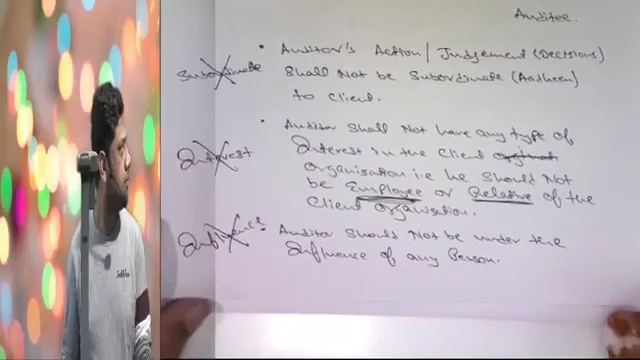 Auditee.
• Auditor's Action / Judgement (Decisions)
Subordinate shall Not be Subordinate (Aadheen)
to Client.
• Auditor shall Not have any type of
Interest Interest in the Client
Organisation i.e he should Not
be Employee or Relative of the
Client Organisation.
Influence • Auditor should Not be under the
Influence of any Person.